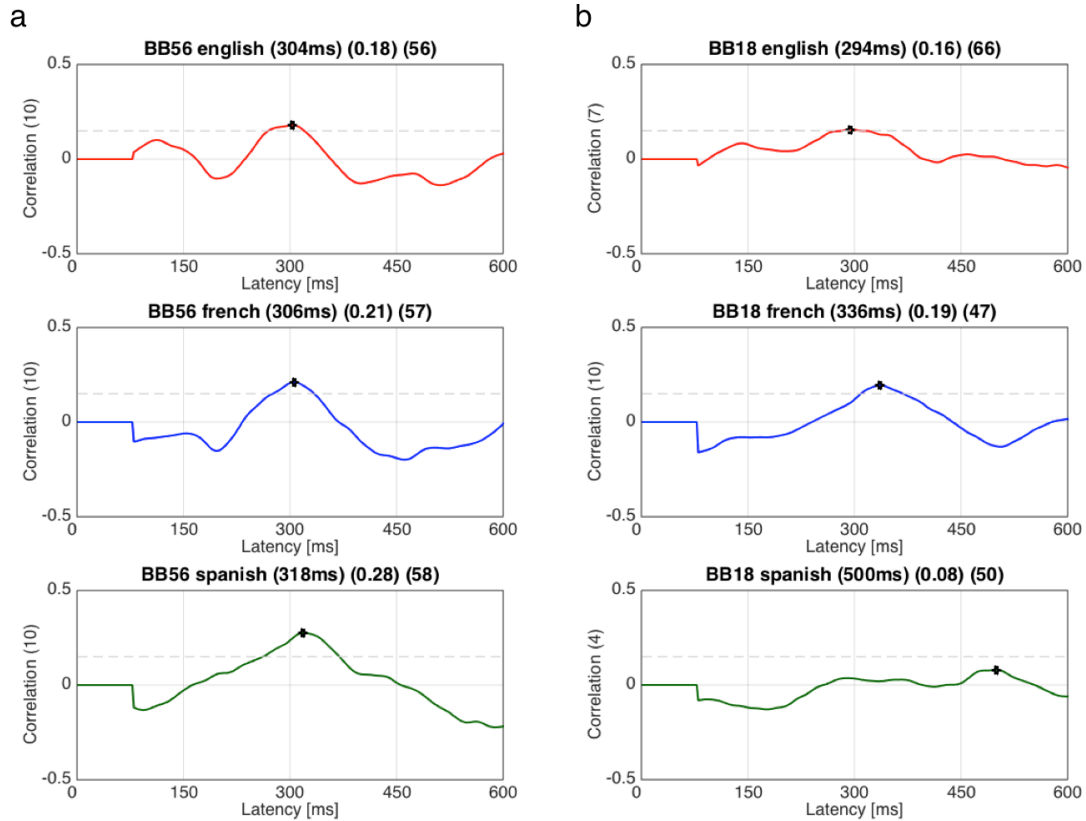 a
BB56 english (304ms) (0.18) (56)
0.5
0
-0.5
Correlation (10)
0 150 300 450 600
Latency [ms]
BB56 french (306ms) (0.21) (57)
0.5
0
-0.5
Correlation (10)
0 150 300 450 600
Latency [ms]
BB56 spanish (318ms) (0.28) (58)
0.5
0
-0.5
Correlation (10)
0 150 300 450 600
Latency [ms]
b
BB18 english (294ms) (0.16) (66)
0.5
0
-0.5
Correlation (7)
0 150 300 450 600
Latency [ms]
BB18 french (336ms) (0.19) (47)
0.5
0
-0.5
Correlation (10)
0 150 300 450 600
Latency [ms]
BB18 spanish (500ms) (0.08) (50)
0.5
0
-0.5
Correlation (4)
0 150 300 450 600
Latency [ms]